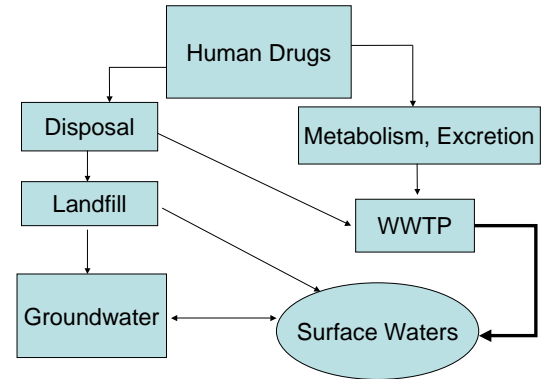 Human Drugs
Disposal
Metabolism, Excretion
Landfill
WWTP
Groundwater
Surface Waters